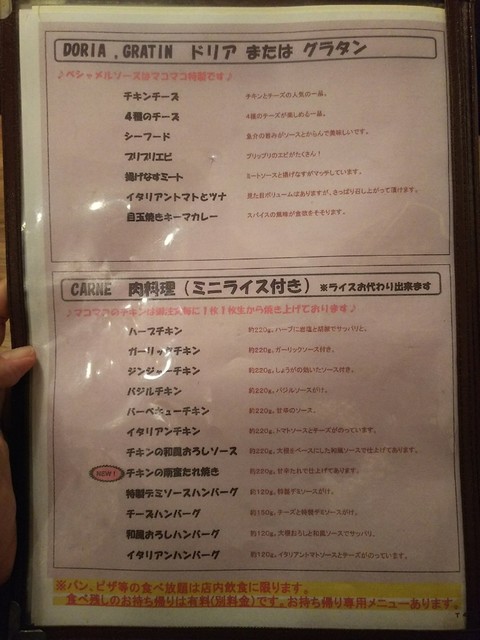 DORIA , GRATIN ドリア または グラタン
♪ベシャメルソースはマコマコ特製です♪
チキンチーズ チキンとチーズの人気の一品。
4種のチーズ 4種のチーズが楽しめる一品。
シーフード 魚介の旨みがソースとからんで美味しいです。
プリプリエビ プリップリのエビがたくさん!
揚げなすミート ミートソースと揚げなすがマッチしています。
イタリアントマトとツナ 見た目ボリュームはありますが、さっぱり召し上がって頂けます。
目玉焼きキーマカレー スパイスの風味が食欲をそそります。
CARNE 肉料理(ミニライス付き) ※ライスお代わり出来ます
♪マコマコのチキンは御注文毎に1枚1枚生から焼き上げております♪
ハーブチキン 約220g。ハーブに岩塩と胡椒でサッパリと。
ガーリックチキン 約220g。ガーリックソース付き。
ジンジャーチキン 約220g。しょうがの効いたソース付き。
バジルチキン 約220g。バジルソースがけ。
バーベキューチキン 約220g。甘辛のソース。
イタリアンチキン 約220g。トマトソースとチーズがのっています。
チキンの和風おろしソース 約220g。大根をベースにした和風ソースで仕上げてあります。
NEW! チキンの南蛮たれ焼き 約220g。甘辛たれで仕上げてあります。
特製デミソースハンバーグ 約120g。特製デミソースがけ。
チーズハンバーグ 約150g。チーズと特製デミソースがけ。
和風おろしハンバーグ 約120g。大根おろしと和風ソースでサッパリ。
イタリアンハンバーグ 約120g。イタリアントマトソースとチーズがのっています。
※パン、ピザ等の食べ放題は店内飲食に限ります。
食べ残しのお持ち帰りは有料(別料金)です。お持ち帰り専用メニューあります。